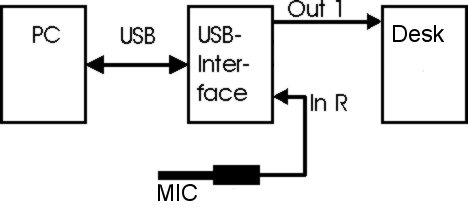 PC
USB
USB-
Inter-
face
Out 1
Desk
In R
MIC